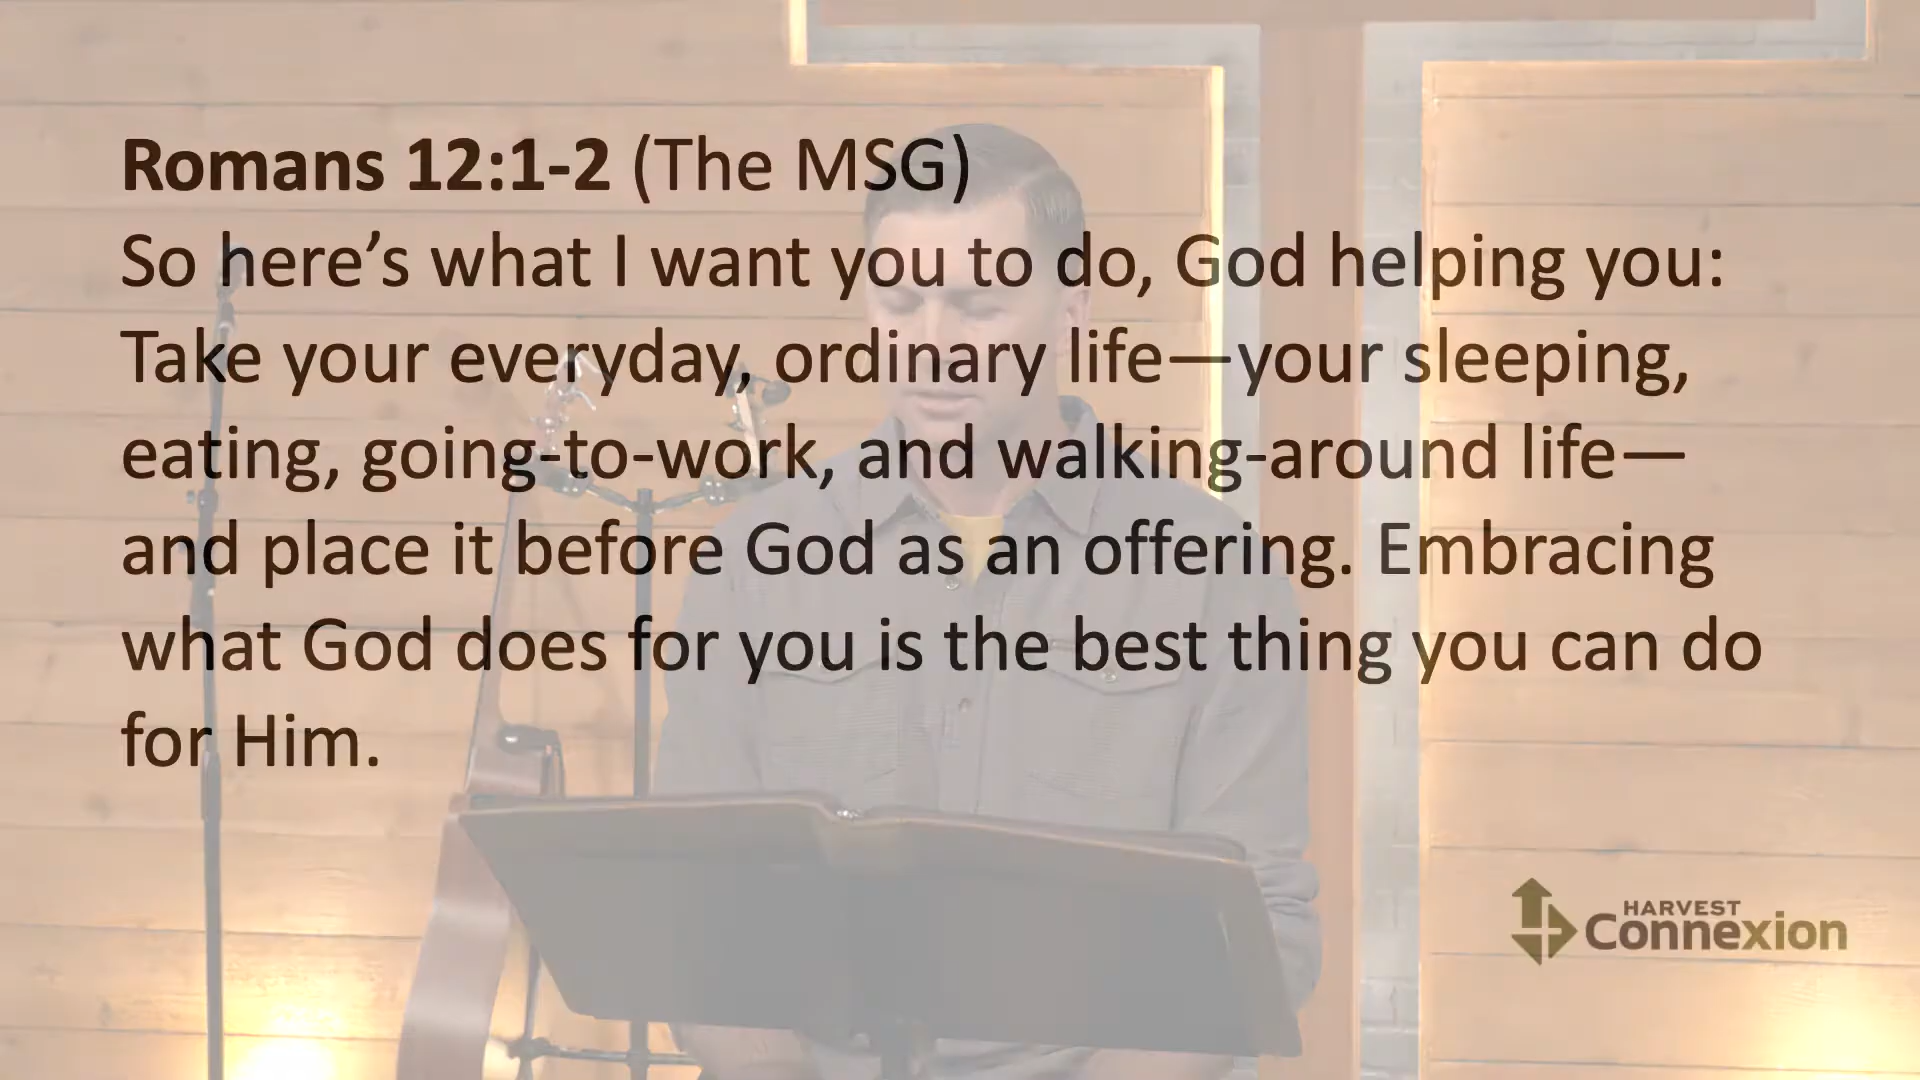 Romans 12:1-2 (The MSG)
So here’s what I want you to do, God helping you:
Take your everyday, ordinary life—your sleeping,
eating, going-to-work, and walking-around life—
and place it before God as an offering. Embracing
what God does for you is the best thing you can do
for Him.
HARVEST
Connexion